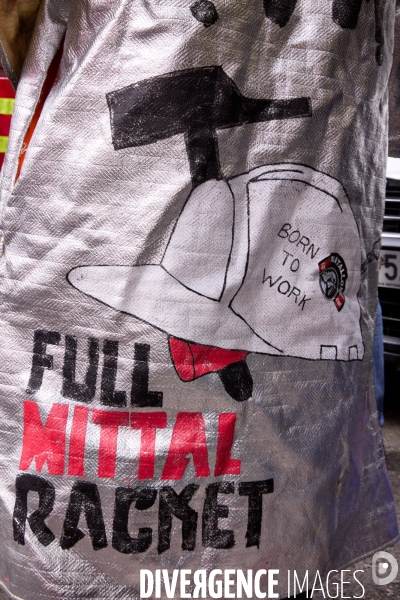 BORN
TO
WORK
FULL
MITTAL
RACKET
DIVERGENCE IMAGES